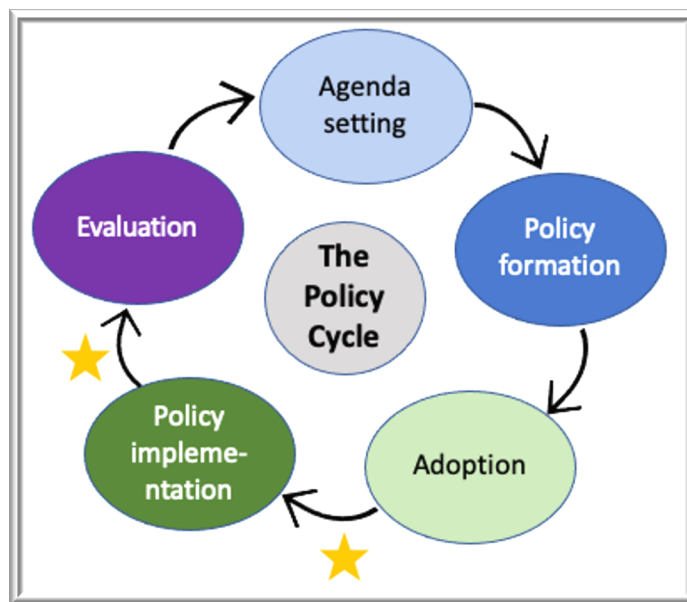 Agenda
setting
Policy
formation
Adoption
Policy
impleme-
ntation
Evaluation
The
Policy
Cycle